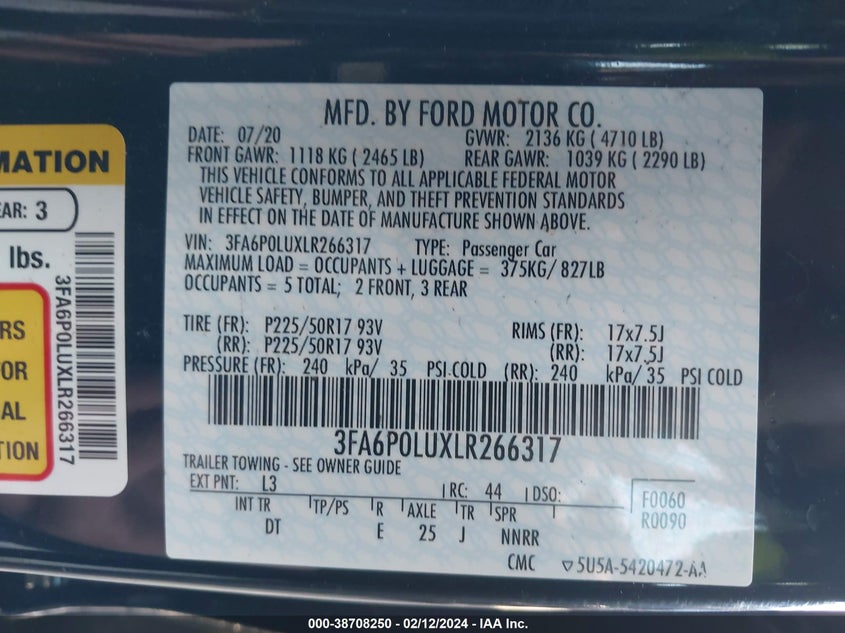 MFD. BY FORD MOTOR CO.
DATE: 07/20 GVWR: 2136 KG ( 4710 LB)
FRONT GAWR: 1118 KG ( 2465 LB) REAR GAWR: 1039 KG ( 2290 LB)
THIS VEHICLE CONFORMS TO ALL APPLICABLE FEDERAL MOTOR
VEHICLE SAFETY, BUMPER, AND THEFT PREVENTION STANDARDS
IN EFFECT ON THE DATE OF MANUFACTURE SHOWN ABOVE.
VIN: 3FA6P0LUXLR266317 TYPE: Passenger Car
MAXIMUM LOAD = OCCUPANTS + LUGGAGE = 375KG/ 827LB
OCCUPANTS = 5 TOTAL; 2 FRONT, 3 REAR
TIRE (FR): P225/50R17 93V RIMS (FR): 17x7.5J
(RR): P225/50R17 93V (RR): 17x7.5J
PRESSURE (FR): 240 kPa/ 35 PSI COLD (RR): 240 kPa/ 35 PSI COLD
3FA6P0LUXLR266317
TRAILER TOWING - SEE OWNER GUIDE
EXT PNT: L3 RC: 44 DSO:
F0060
R0090
INT TR TP/PS R AXLE TR SPR
DT E 25 J NNRR
CMC 5U5A-5420472-AA
MATION
EAR: 3
lbs.
RS
OR
AL
TION
3FA6P0LUXLR266317
000-38708250 - 02/12/2024 - IAA Inc.